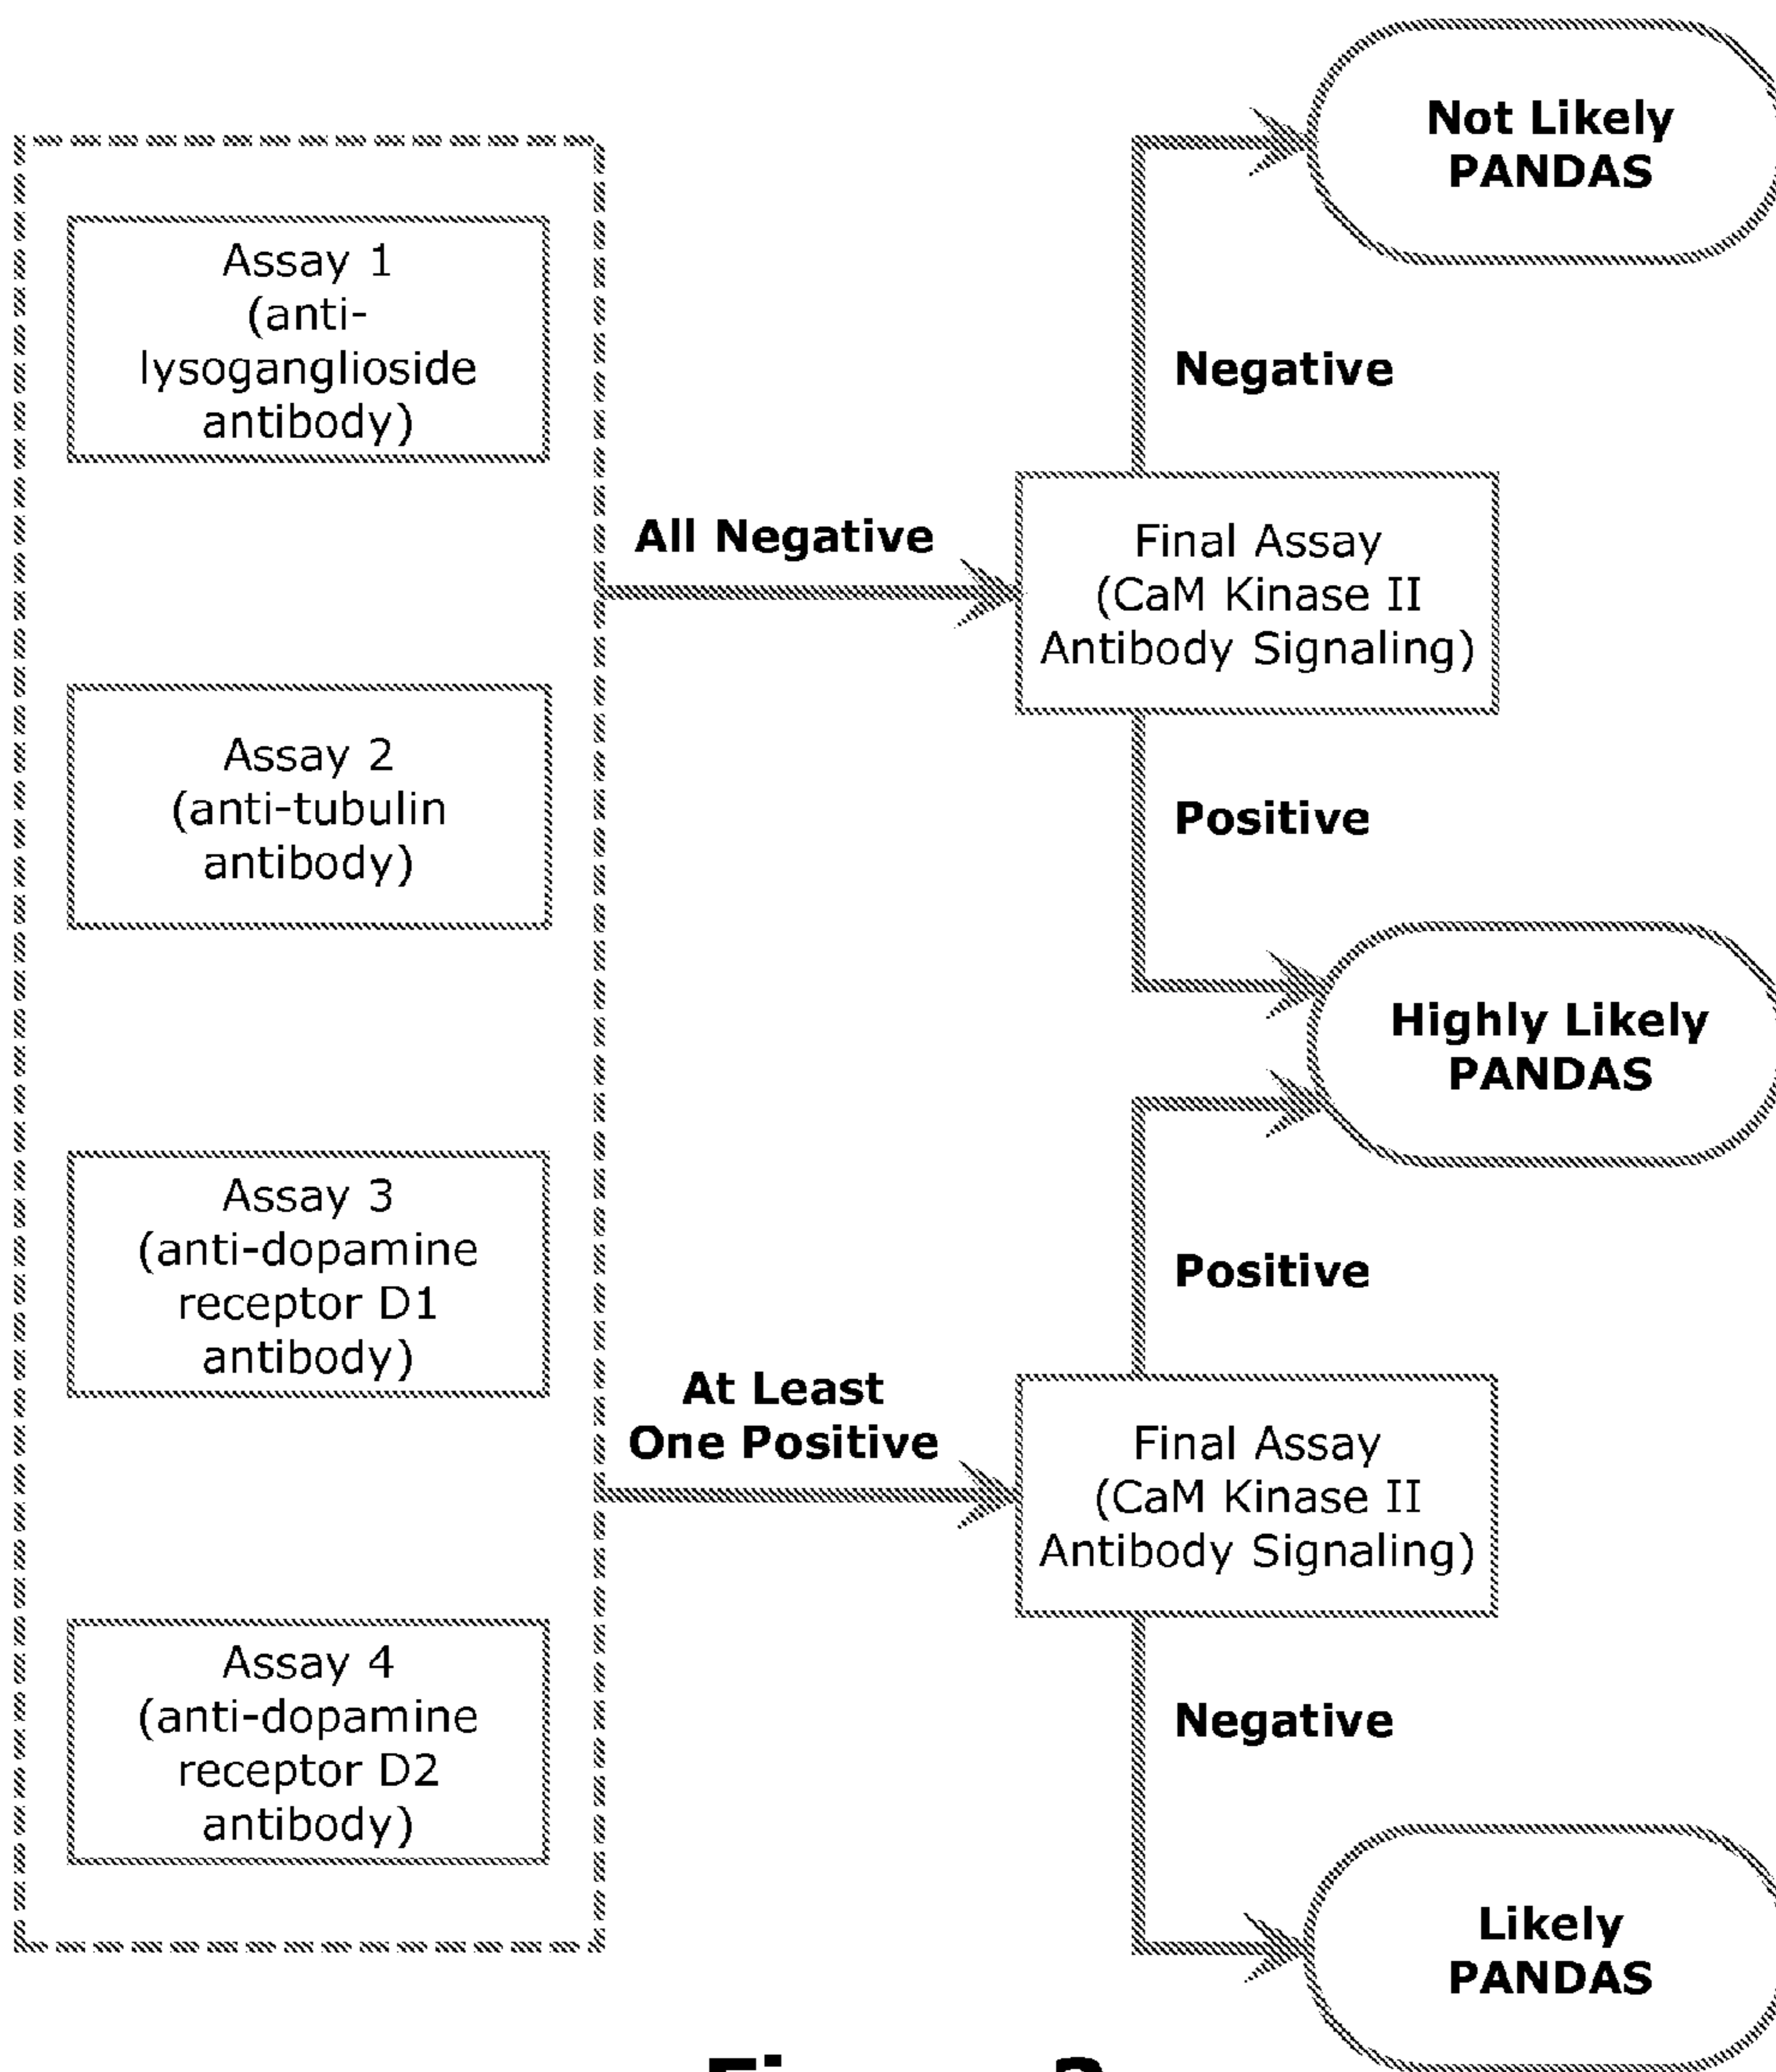 Not Likely
PANDAS
Assay 1
(anti-
lysoganglioside
antibody)
Negative
All Negative
Final Assay
(CaM Kinase II
Antibody Signaling)
Assay 2
(anti-tubulin
antibody)
Positive
Highly Likely
PANDAS
Assay 3
(anti-dopamine
receptor D1
antibody)
Positive
At Least
One Positive
Final Assay
(CaM Kinase II
Antibody Signaling)
Assay 4
(anti-dopamine
receptor D2
antibody)
Negative
Likely
PANDAS